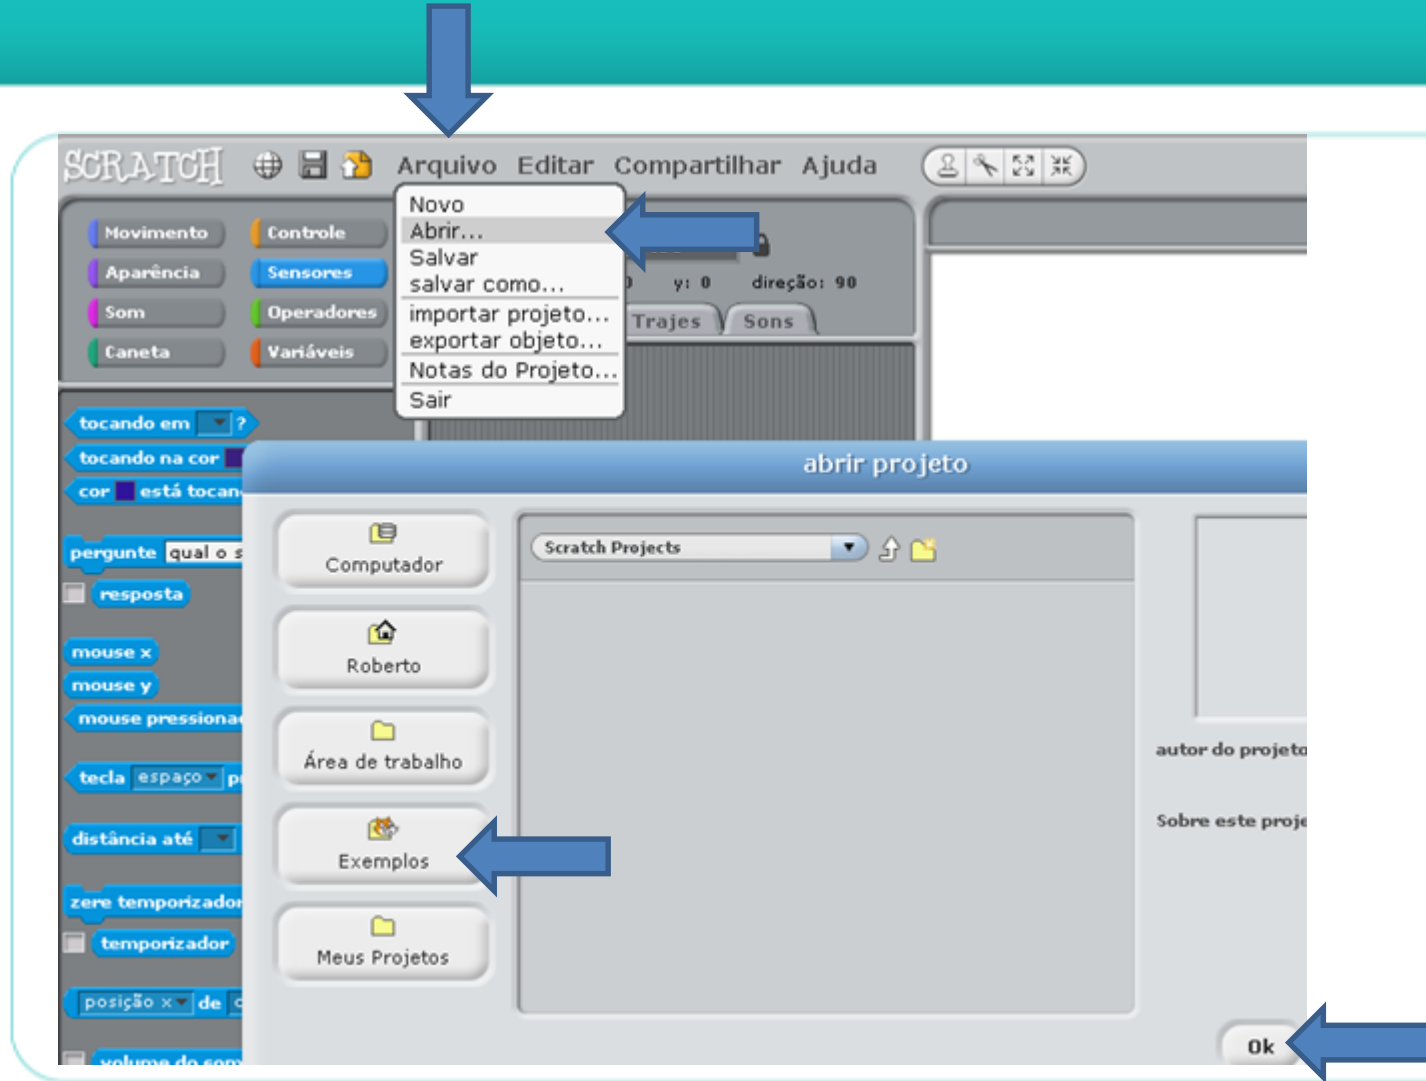 SCRATCH Arquivo Editar Compartilhar Ajuda
Novo
Abrir...
Salvar
salvar como...
importar projeto...
exportar objeto...
Notas do Projeto...
Sair
Movimento Controle
Aparência Sensores
Som Operadores
Caneta Variáveis
y: 0 direção: 90
Trajes Sons
tocando em ?
tocando na cor
cor está tocan
pergunte qual o s
resposta
mouse x
mouse y
mouse pressiona
tecla espaço p
distância até
zere temporizador
temporizador
posição x de
volume do som
abrir projeto
Computador
Roberto
Área de trabalho
Exemplos
Meus Projetos
Scratch Projects
autor do projeto
Sobre este proje
Ok